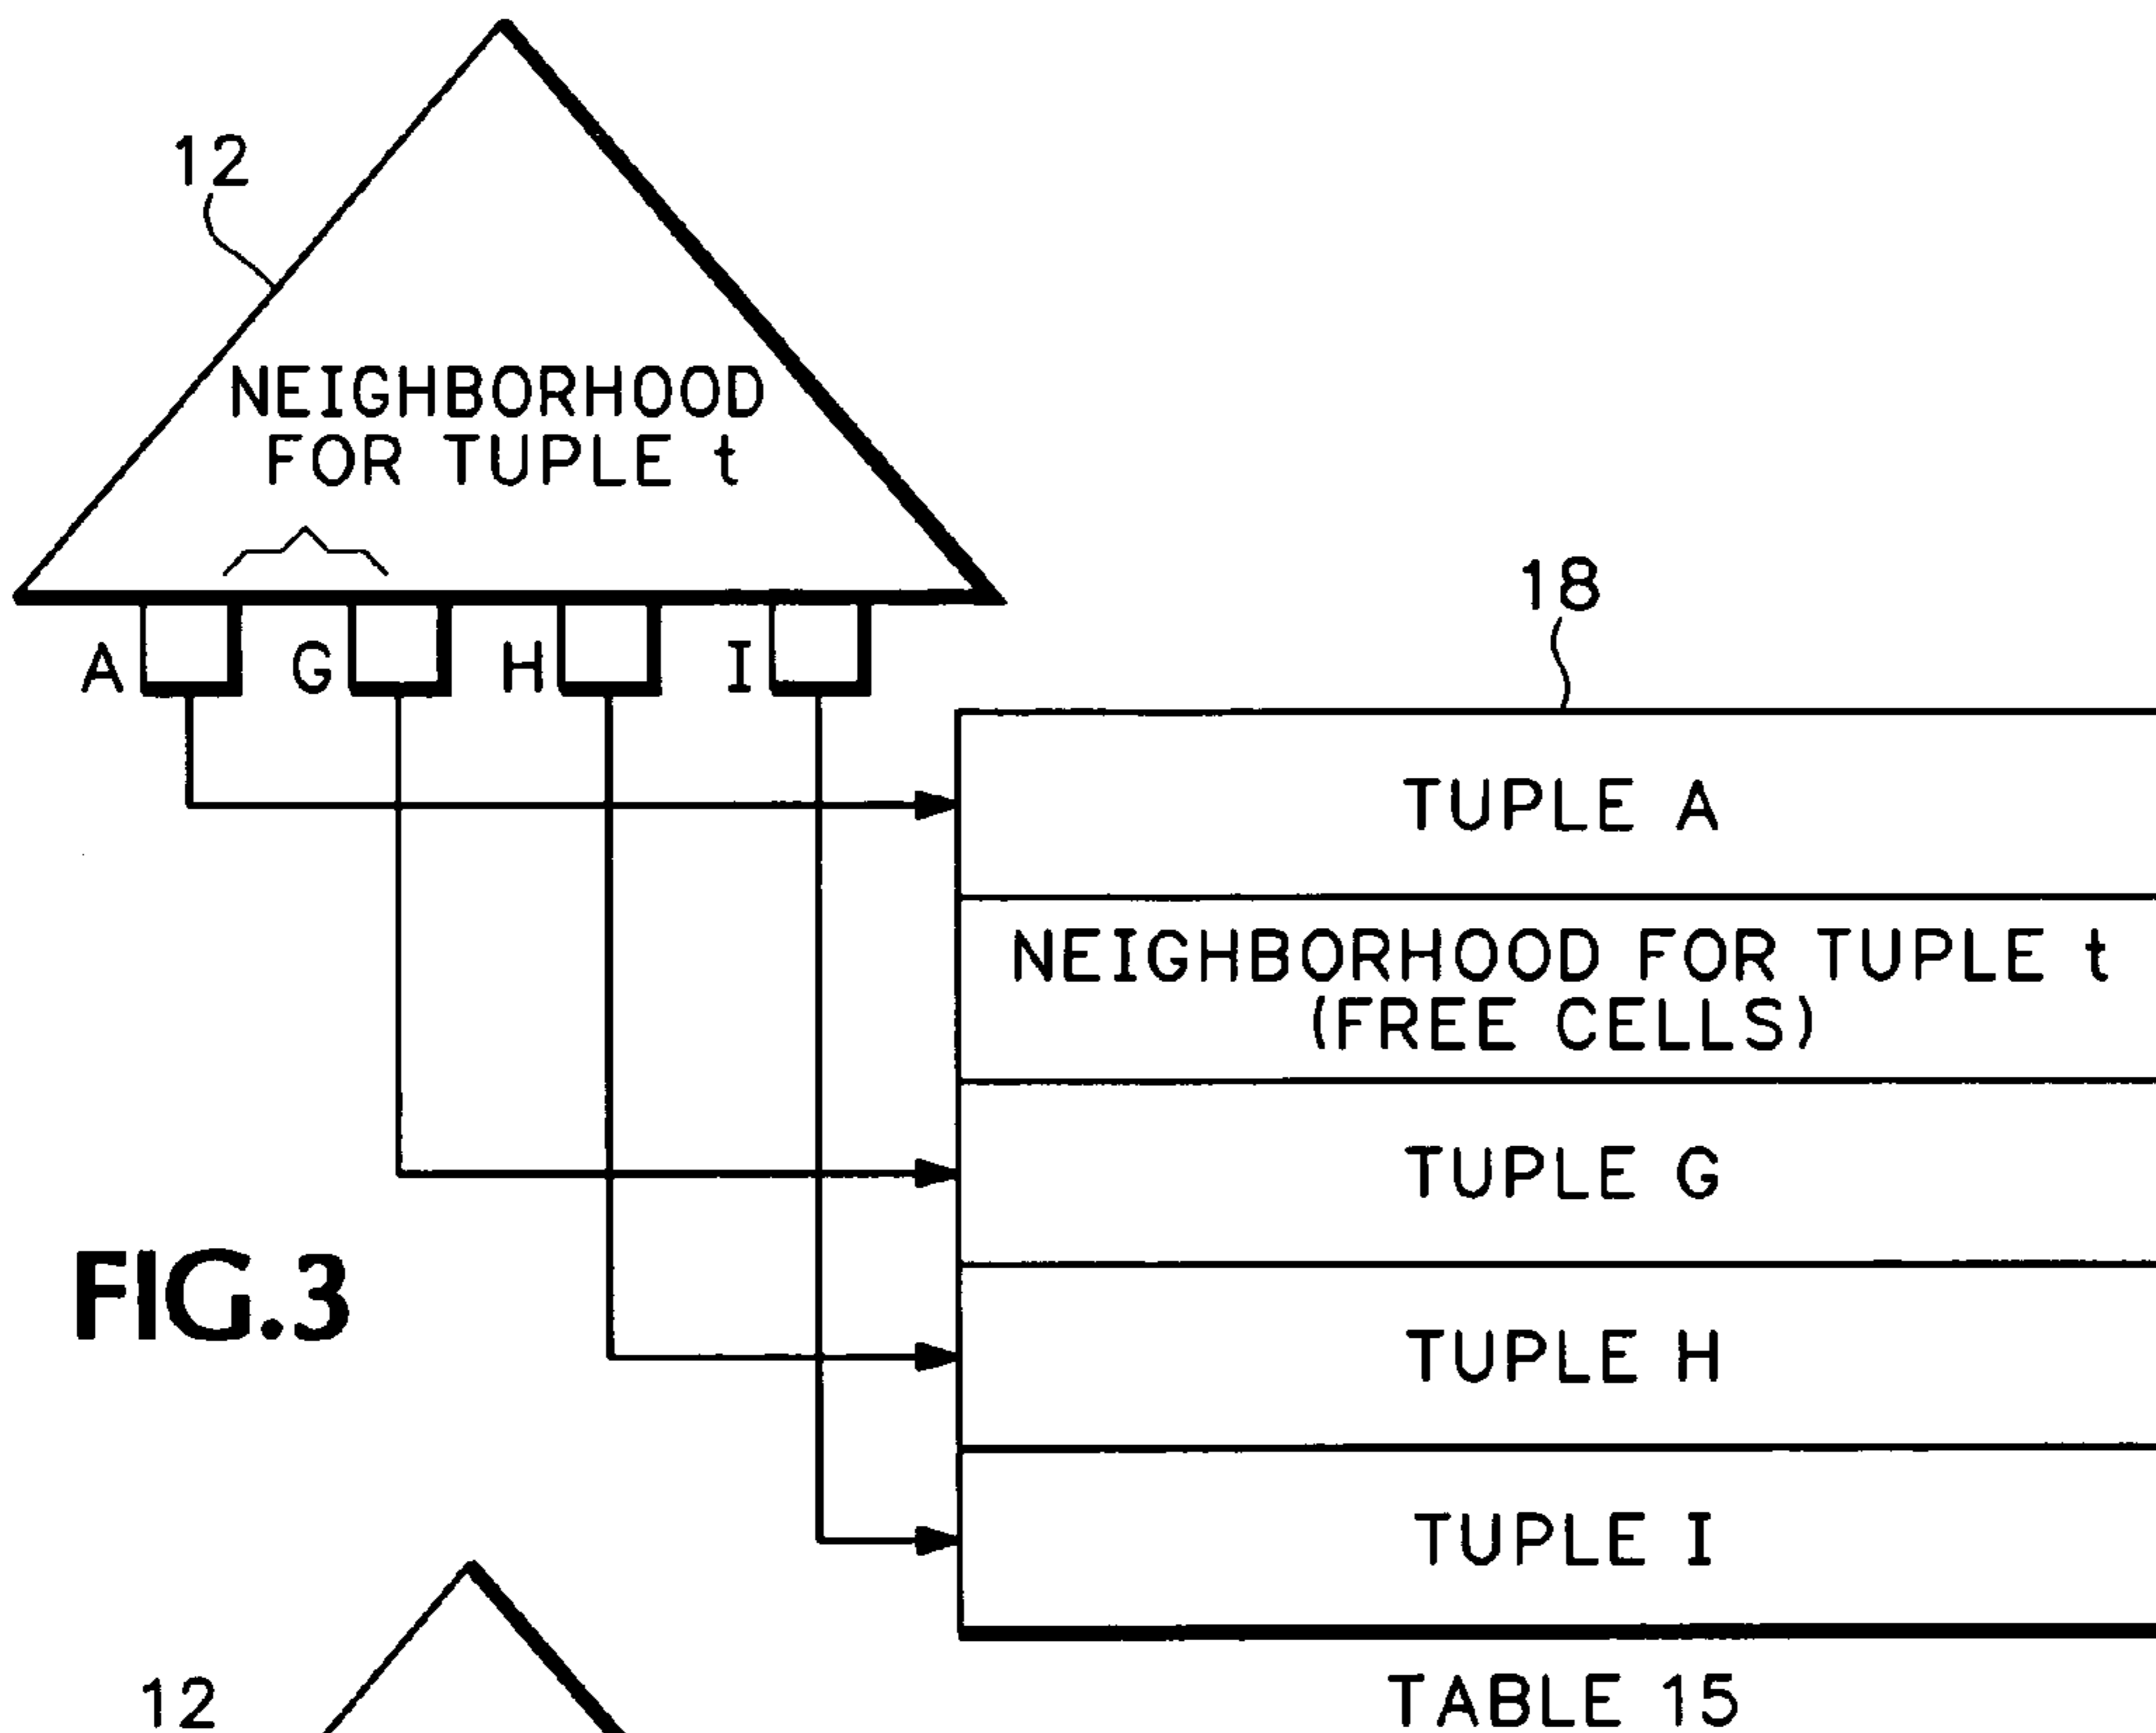 12
NEIGHBORHOOD
FOR TUPLE t
A
G
H
I
18
TUPLE A
NEIGHBORHOOD FOR TUPLE t
(FREE CELLS)
TUPLE G
TUPLE H
TUPLE I
FIG.3
TABLE 15
12